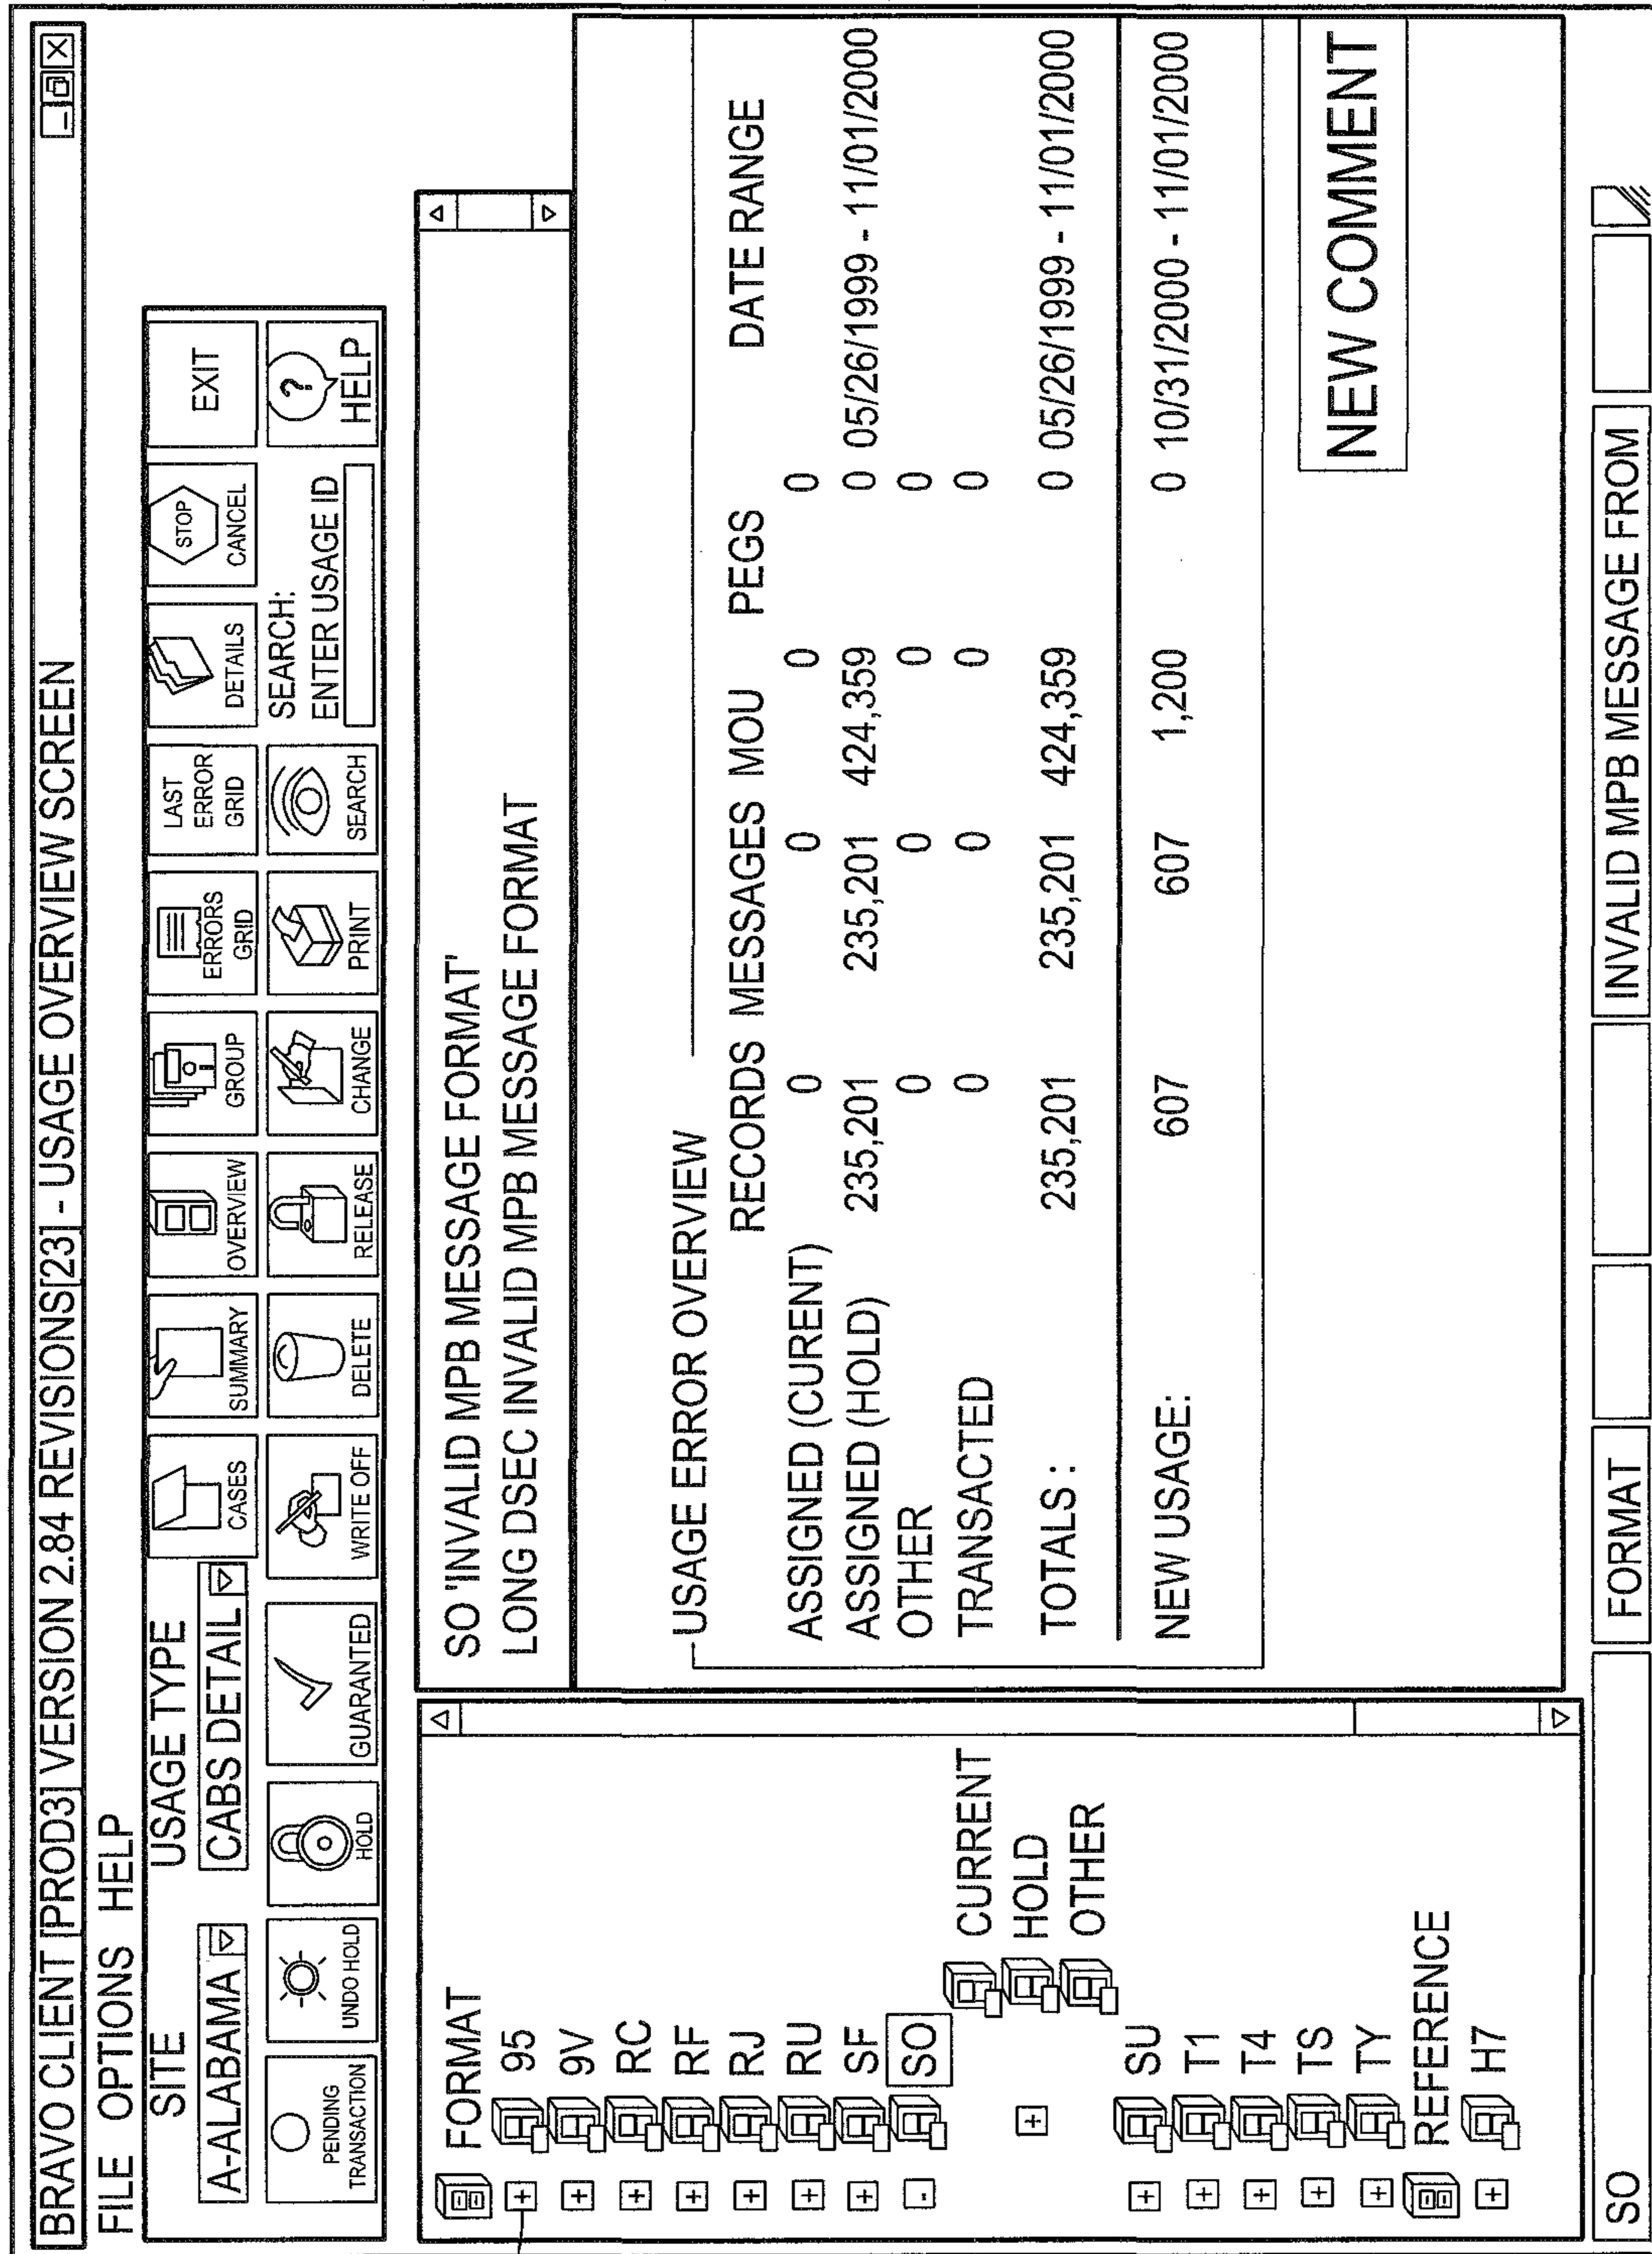 BRAVO CLIENT [PROD3] VERSION 2.84 REVISIONS[23] - USAGE OVERVIEW SCREEN
FILE OPTIONS HELP
SITE USAGE TYPE
A-ALABAMA CABS DETAIL
CASES SUMMARY OVERVIEW GROUP ERRORS GRID LAST ERROR GRID DETAILS STOP CANCEL EXIT
PENDING TRANSACTION UNDO HOLD HOLD GUARANTED WRITE OFF DELETE RELEASE CHANGE PRINT SEARCH
SEARCH:
ENTER USAGE ID
? HELP
FORMAT
95
9V
RC
RF
RJ
RU
SF
SO
CURRENT
HOLD
OTHER
SU
T1
T4
TS
TY
REFERENCE
H7
SO 'INVALID MPB MESSAGE FORMAT'
LONG DSEC INVALID MPB MESSAGE FORMAT
USAGE ERROR OVERVIEW
RECORDS MESSAGES MOU PEGS DATE RANGE
ASSIGNED (CURENT) 0 0 0 0
ASSIGNED (HOLD) 235,201 235,201 424,359 0 05/26/1999 - 11/01/2000
OTHER 0 0 0 0
TRANSACTED 0 0 0 0
TOTALS : 235,201 235,201 424,359 0 05/26/1999 - 11/01/2000
NEW USAGE: 607 607 1,200 0 10/31/2000 - 11/01/2000
NEW COMMENT
SO FORMAT INVALID MPB MESSAGE FROM